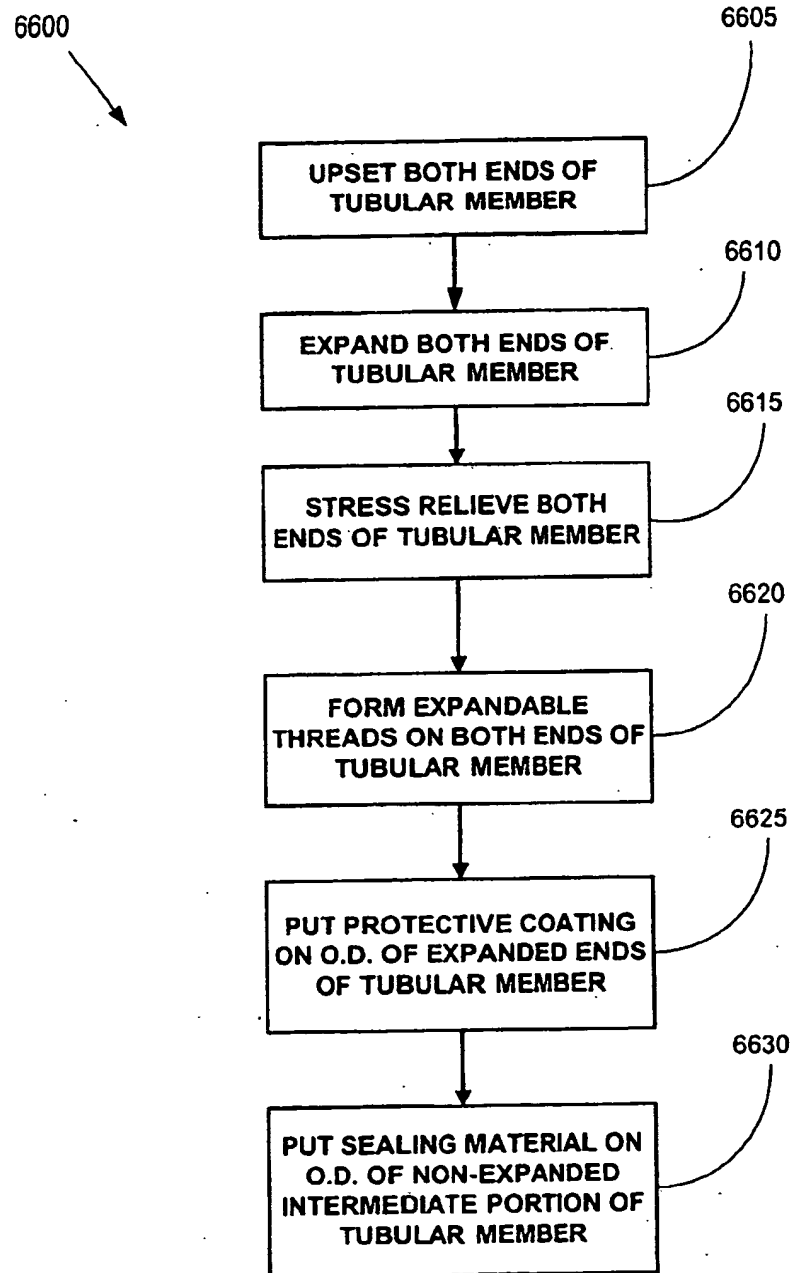 6600
6605
UPSET BOTH ENDS OF
TUBULAR MEMBER
6610
EXPAND BOTH ENDS OF
TUBULAR MEMBER
6615
STRESS RELIEVE BOTH
ENDS OF TUBULAR MEMBER
6620
FORM EXPANDABLE
THREADS ON BOTH ENDS OF
TUBULAR MEMBER
6625
PUT PROTECTIVE COATING
ON O.D. OF EXPANDED ENDS
OF TUBULAR MEMBER
6630
PUT SEALING MATERIAL ON
O.D. OF NON-EXPANDED
INTERMEDIATE PORTION OF
TUBULAR MEMBER